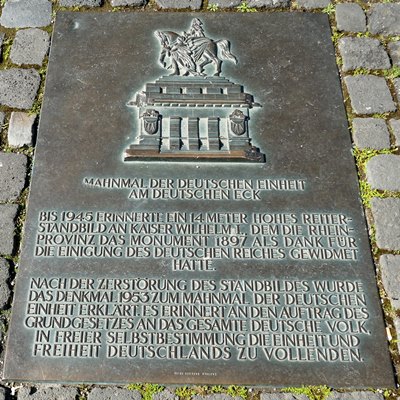 MAHNMAL DER DEUTSCHEN EINHEIT
AM DEUTSCHEN ECK
BIS 1945 ERINNERTE EIN 14 METER HOHES REITER-
STANDBILD AN KAISER WILHELM I., DEM DIE RHEIN-
PROVINZ DAS MONUMENT 1897 ALS DANK FÜR
DIE EINIGUNG DES DEUTSCHEN REICHES GEWIDMET
HATTE.
NACH DER ZERSTÖRUNG DES STANDBILDES WURDE
DAS DENKMAL 1953 ZUM MAHNMAL DER DEUTSCHEN
EINHEIT ERKLÄRT. ES ERINNERT AN DEN AUFTRAG DES
GRUNDGESETZES AN DAS GESAMTE DEUTSCHE VOLK,
IN FREIER SELBSTBESTIMMUNG DIE EINHEIT UND
FREIHEIT DEUTSCHLANDS ZU VOLLENDEN.